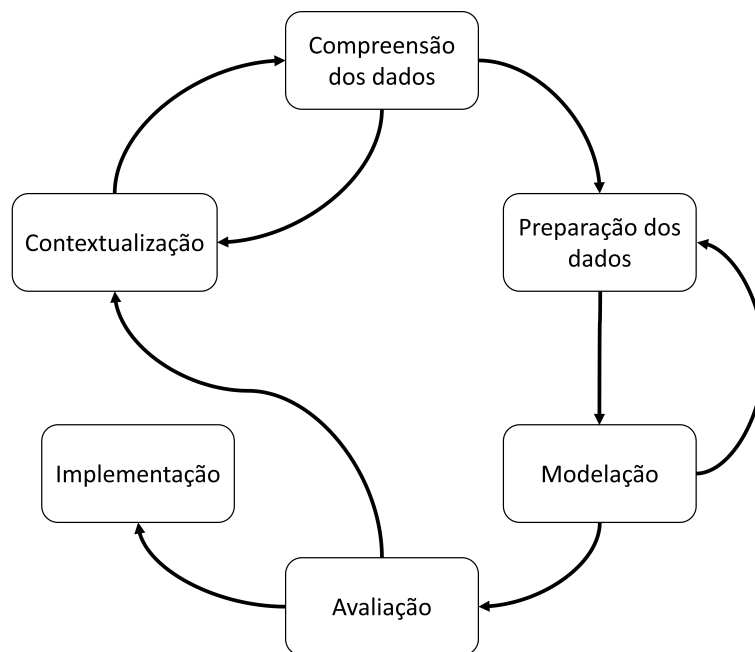 Compreensão
dos dados
Contextualização
Preparação dos
dados
Implementação
Modelação
Avaliação